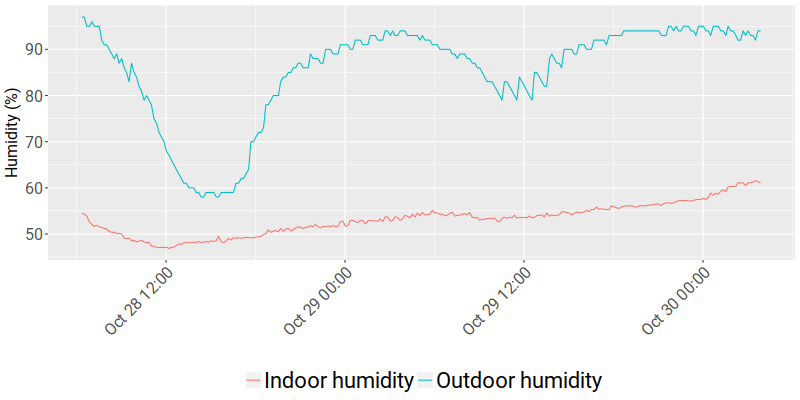 Humidity (%)
90
80
70
60
50
Oct 28 12:00
Oct 29 00:00
Oct 29 12:00
Oct 30 00:00
Indoor humidity
Outdoor humidity